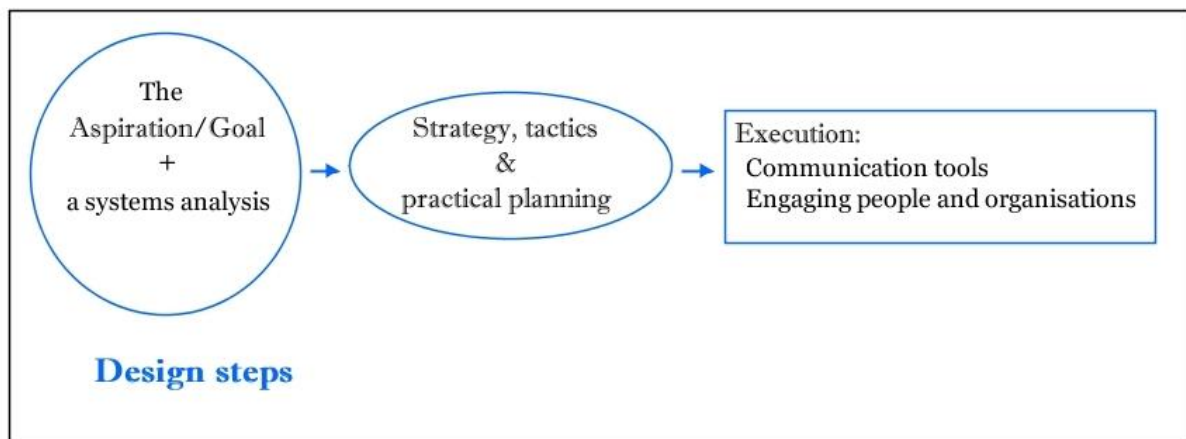 The
Aspiration/Goal
+
a systems analysis
Strategy, tactics
&
practical planning
Execution:
Communication tools
Engaging people and organisations
Design steps